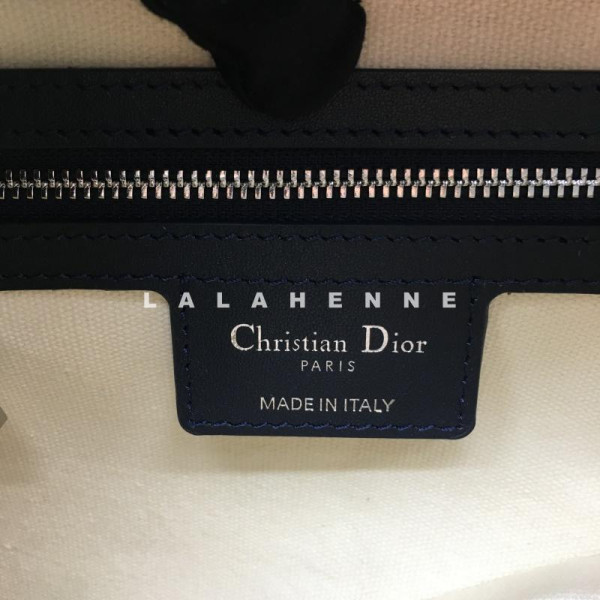 LALAHENNE
Christian Dior
PARIS
MADE IN ITALY